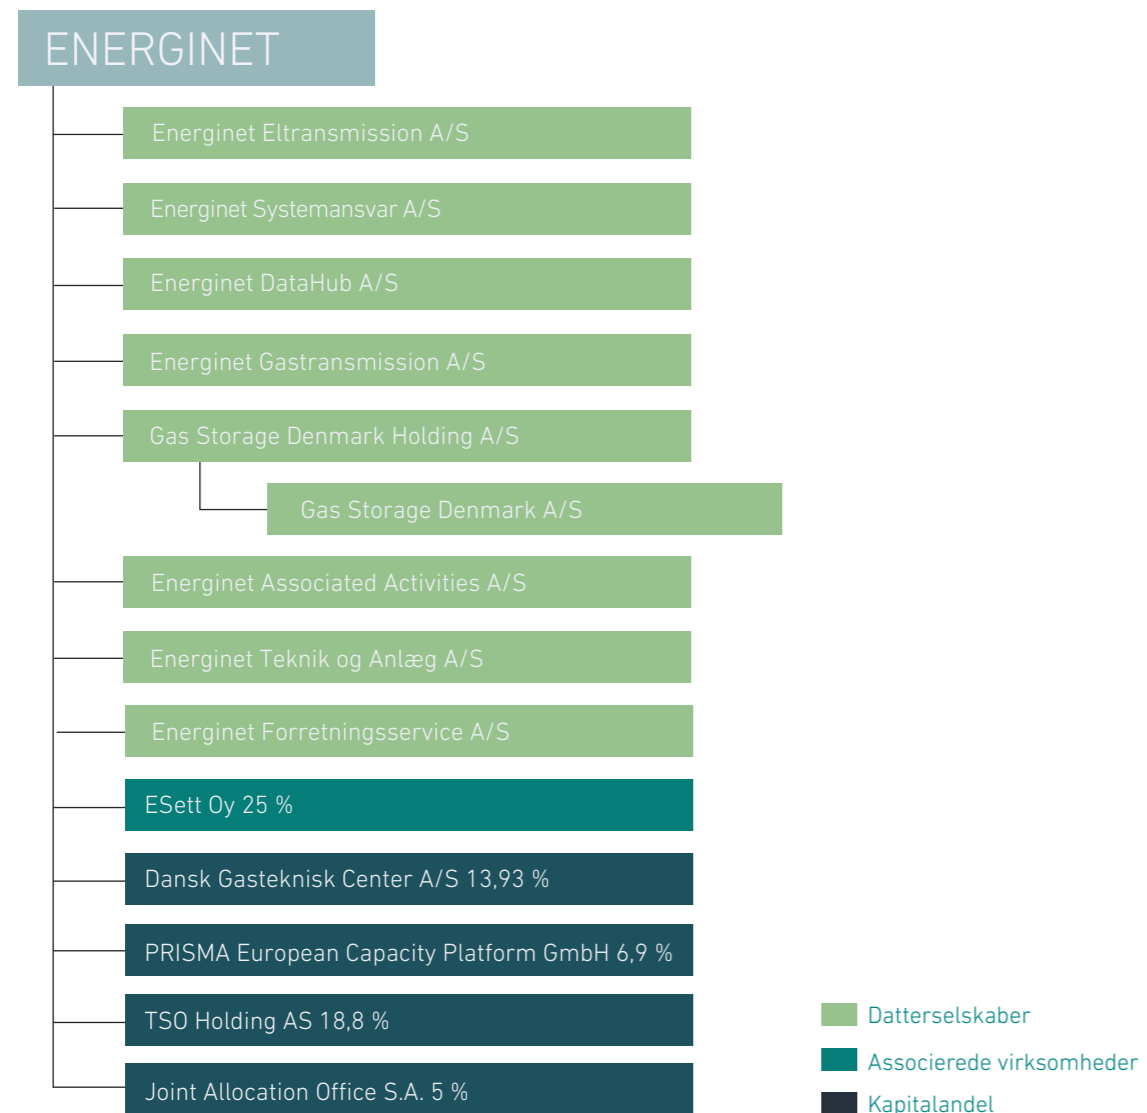 ENERGINET
Energinet Eltransmission A/S
Energinet Systemansvar A/S
Energinet DataHub A/S
Energinet Gastransmission A/S
Gas Storage Denmark Holding A/S
Gas Storage Denmark A/S
Energinet Associated Activities A/S
Energinet Teknik og Anlæg A/S
Energinet Forretningsservice A/S
ESett Oy 25 %
Dansk Gasteknisk Center A/S 13,93 %
PRISMA European Capacity Platform GmbH 6,9 %
TSO Holding AS 18,8 %
Joint Allocation Office S.A. 5 %
Datterselskaber
Associerede virksomheder
Kapitalandel